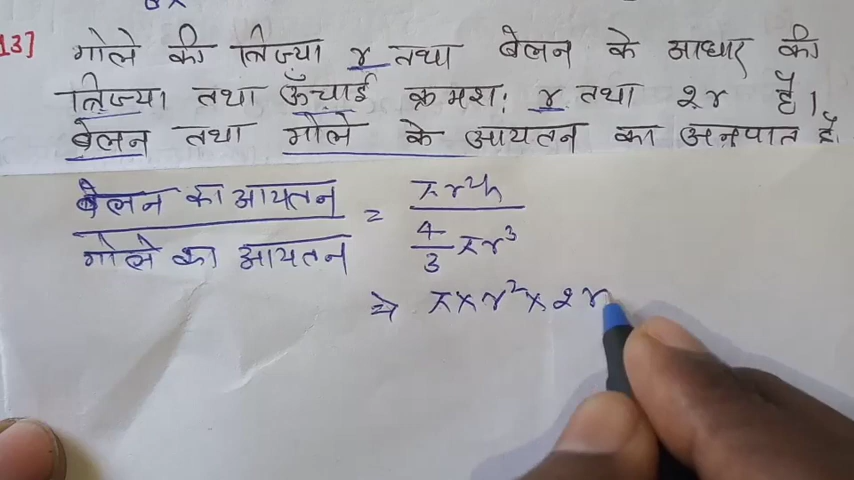 13] गोले की त्रिज्या r तथा बेलन के आधार की
त्रिज्या तथा ऊँचाई क्रमशः r तथा 2r है।
बेलन तथा गोले के आयतन का अनुपात है
बेलन का आयतन / गोले का आयतन = πr²h / 4/3 πr³
⇒ π×r²×2r